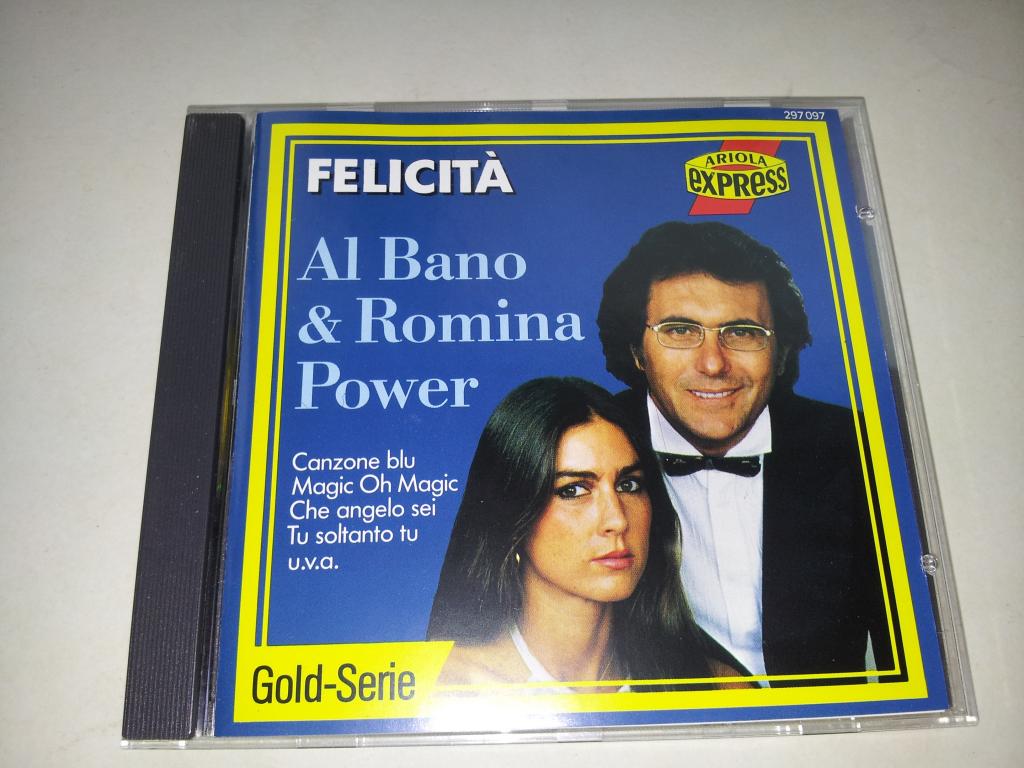 297 097
FELICITÀ
ARIOLA
EXPRESS
Al Bano
& Romina
Power
Canzone blu
Magic Oh Magic
Che angelo sei
Tu soltanto tu
u.v.a.
Gold-Serie